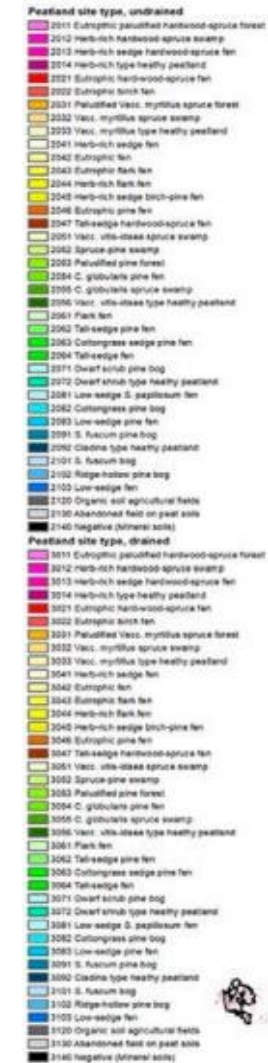 Peatland site type, undrained
2011 Eutrophic paludified hardwood-spruce forest
2012 Herb-rich hardwood-spruce swamp
2013 Herb-rich sedge hardwood-spruce fen
2014 Herb-rich type heathy peatland
2021 Eutrophic hardwood-spruce fen
2022 Eutrophic birch fen
2031 Paludified Vacc. myrtillus spruce forest
2032 Vacc. myrtillus spruce swamp
2033 Vacc. myrtillus type heathy peatland
2041 Herb-rich sedge fen
2042 Eutrophic fen
2043 Eutrophic flark fen
2044 Herb-rich flark fen
2045 Herb-rich sedge birch-pine fen
2046 Eutrophic pine fen
2047 Tall-sedge hardwood-spruce fen
2051 Vacc. vitis-idaea spruce swamp
2052 Spruce-pine swamp
2053 Paludified pine forest
2054 C. globularis pine fen
2055 C. globularis spruce swamp
2056 Vacc. vitis-idaea type heathy peatland
2061 Flark fen
2062 Tall-sedge pine fen
2063 Cottongrass sedge pine fen
2064 Tall-sedge fen
2071 Dwarf scrub pine bog
2072 Dwarf shrub type heathy peatland
2081 Low-sedge S. papillosum fen
2082 Cottongrass pine bog
2083 Low-sedge pine fen
2091 S. fuscum pine bog
2092 Cladina type heathy peatland
2101 S. fuscum bog
2102 Ridge-hollow pine bog
2103 Low-sedge fen
2120 Organic soil agricultural fields
2130 Abandoned field on peat soils
2140 Negative (Mineral soils)
Peatland site type, drained
3011 Eutrophic paludified hardwood-spruce forest
3012 Herb-rich hardwood-spruce swamp
3013 Herb-rich sedge hardwood-spruce fen
3014 Herb-rich type heathy peatland
3021 Eutrophic hardwood-spruce fen
3022 Eutrophic birch fen
3031 Paludified Vacc. myrtillus spruce forest
3032 Vacc. myrtillus spruce swamp
3033 Vacc. myrtillus type heathy peatland
3041 Herb-rich sedge fen
3042 Eutrophic fen
3043 Eutrophic flark fen
3044 Herb-rich flark fen
3045 Herb-rich sedge birch-pine fen
3046 Eutrophic pine fen
3047 Tall-sedge hardwood-spruce fen
3051 Vacc. vitis-idaea spruce swamp
3052 Spruce-pine swamp
3053 Paludified pine forest
3054 C. globularis pine fen
3055 C. globularis spruce swamp
3056 Vacc. vitis-idaea type heathy peatland
3061 Flark fen
3062 Tall-sedge pine fen
3063 Cottongrass sedge pine fen
3064 Tall-sedge fen
3071 Dwarf scrub pine bog
3072 Dwarf shrub type heathy peatland
3081 Low-sedge S. papillosum fen
3082 Cottongrass pine bog
3083 Low-sedge pine fen
3091 S. fuscum pine bog
3092 Cladina type heathy peatland
3101 S. fuscum bog
3102 Ridge-hollow pine bog
3103 Low-sedge fen
3120 Organic soil agricultural fields
3130 Abandoned field on peat soils
3140 Negative (Mineral soils)